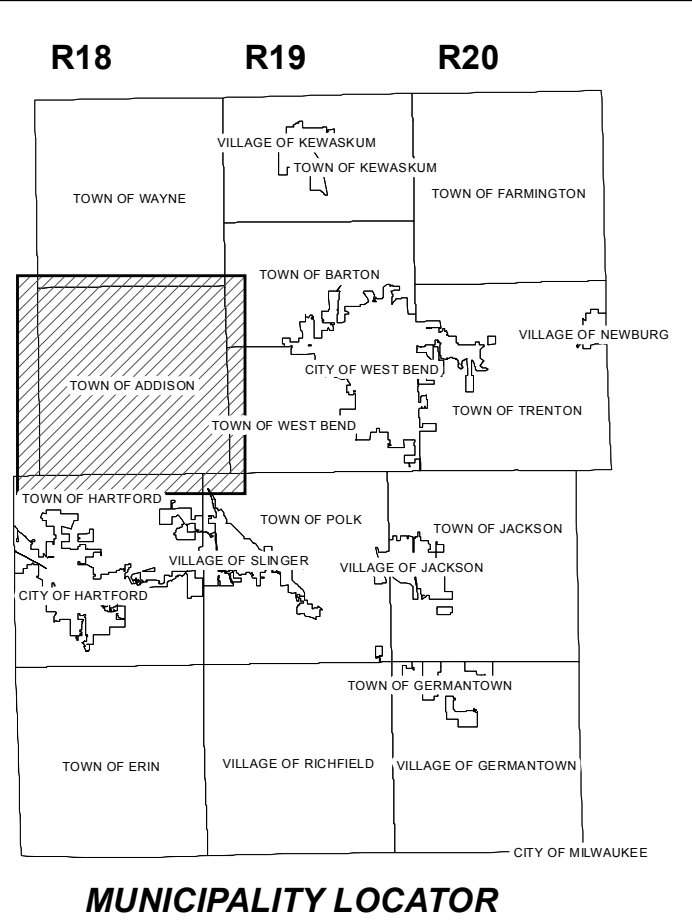 R18 R19 R20
VILLAGE OF KEWASKUM
TOWN OF KEWASKUM
TOWN OF WAYNE
TOWN OF FARMINGTON
TOWN OF BARTON
VILLAGE OF NEWBURG
CITY OF WEST BEND
TOWN OF ADDISON
TOWN OF TRENTON
TOWN OF WEST BEND
TOWN OF HARTFORD
TOWN OF POLK
TOWN OF JACKSON
VILLAGE OF SLINGER
VILLAGE OF JACKSON
CITY OF HARTFORD
TOWN OF GERMANTOWN
TOWN OF ERIN
VILLAGE OF RICHFIELD
VILLAGE OF GERMANTOWN
CITY OF MILWAUKEE
MUNICIPALITY LOCATOR